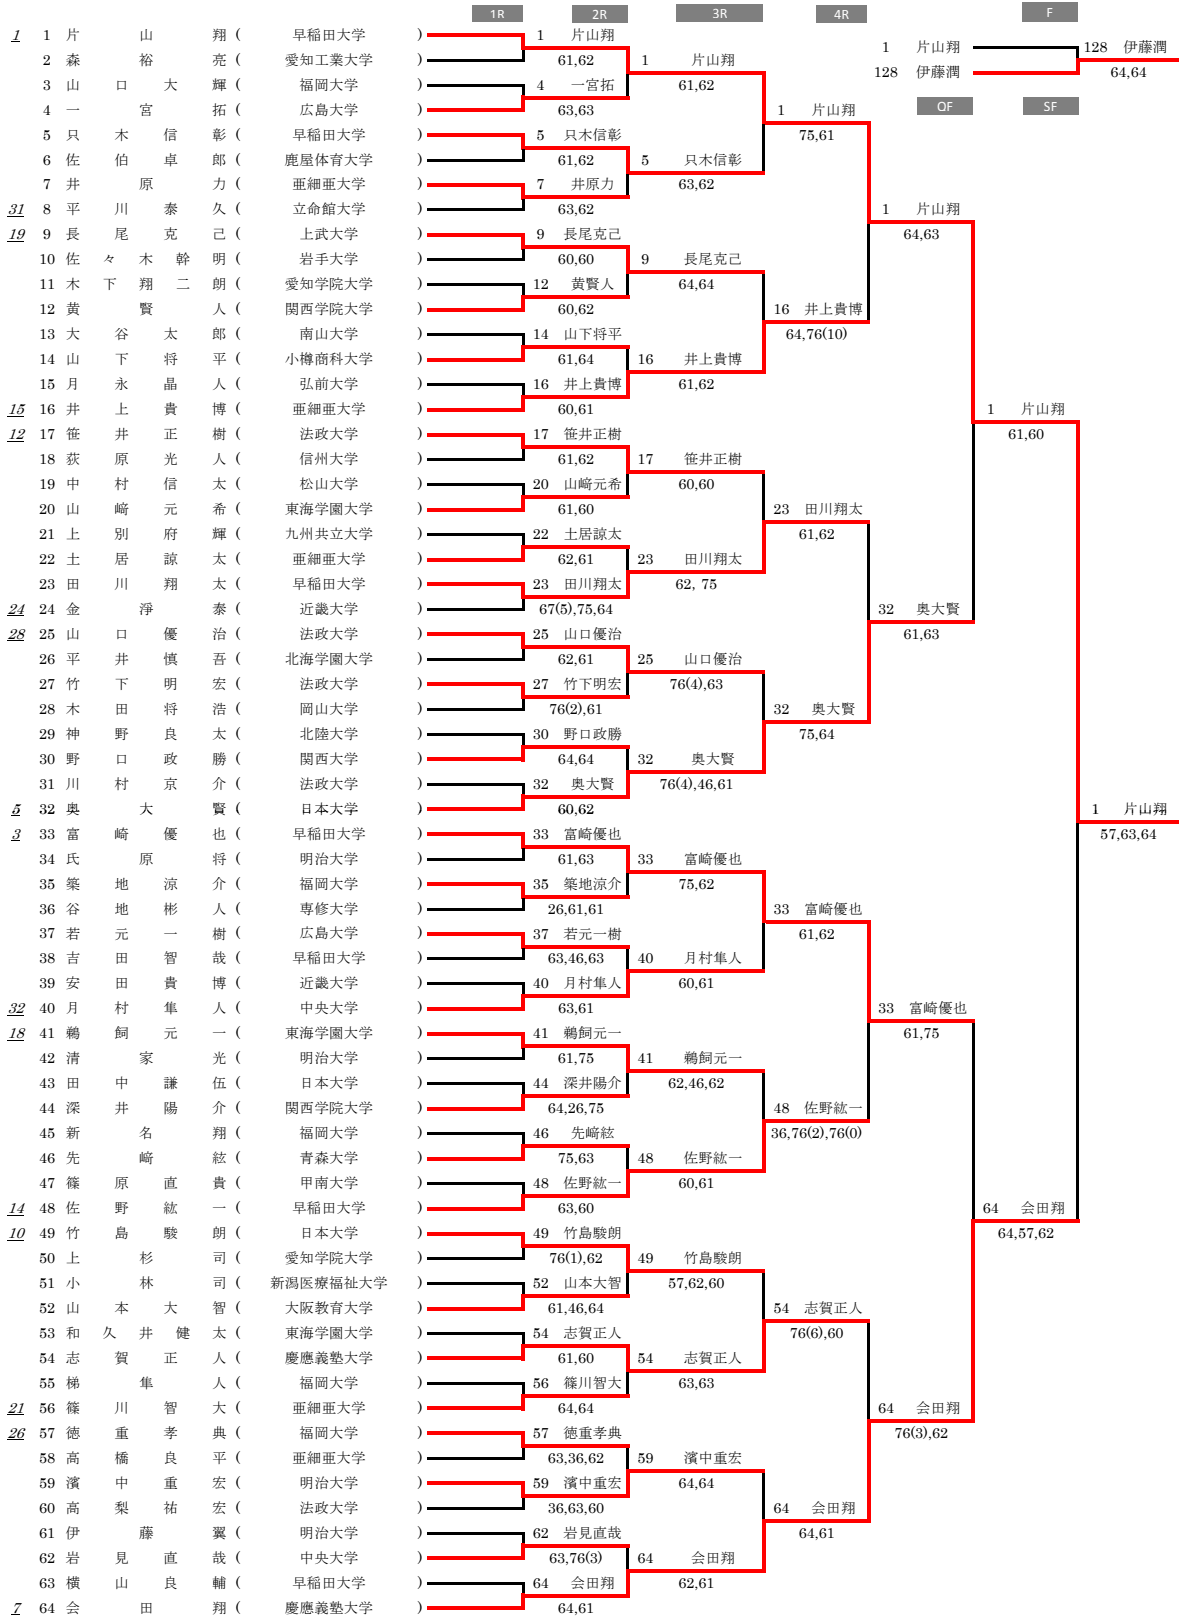 1R 2R 3R 4R F
1 1 片山翔 ( 早稲田大学 ) 1 片山翔
1 片山翔 128 伊藤潤
2 森裕亮 ( 愛知工業大学 ) 61,62 1 片山翔
128 伊藤潤 64,64
3 山口大輝 ( 福岡大学 ) 4 一宮拓 61,62
4 一宮拓 ( 広島大学 ) 63,63 1 片山翔 QF SF
5 只木信彰 ( 早稲田大学 ) 5 只木信彰 75,61
6 佐伯卓郎 ( 鹿屋体育大学 ) 61,62 5 只木信彰
7 井原力 ( 亜細亜大学 ) 7 井原力 63,62
31 8 平川泰久 ( 立命館大学 ) 63,62 1 片山翔
19 9 長尾克己 ( 上武大学 ) 9 長尾克己 64,63
10 佐々木幹明 ( 岩手大学 ) 60,60 9 長尾克己
11 木下翔二朗 ( 愛知学院大学 ) 12 黄賢人 64,64
12 黄賢人 ( 関西学院大学 ) 60,62 16 井上貴博
13 大谷太郎 ( 南山大学 ) 14 山下将平 64,76(10)
14 山下将平 ( 小樽商科大学 ) 61,64 16 井上貴博
15 月永晶人 ( 弘前大学 ) 16 井上貴博 61,62
15 16 井上貴博 ( 亜細亜大学 ) 60,61 1 片山翔
12 17 笹井正樹 ( 法政大学 ) 17 笹井正樹 61,60
18 荻原光人 ( 信州大学 ) 61,62 17 笹井正樹
19 中村信太 ( 松山大学 ) 20 山﨑元希 60,60
20 山﨑元希 ( 東海学園大学 ) 61,60 23 田川翔太
21 上別府輝 ( 九州共立大学 ) 22 土居諒太 61,62
22 土居諒太 ( 亜細亜大学 ) 62,61 23 田川翔太
23 田川翔太 ( 早稲田大学 ) 23 田川翔太 62, 75
24 24 金淨泰 ( 近畿大学 ) 67(5),75,64 32 奥大賢
28 25 山口優治 ( 法政大学 ) 25 山口優治 61,63
26 平井慎吾 ( 北海学園大学 ) 62,61 25 山口優治
27 竹下明宏 ( 法政大学 ) 27 竹下明宏 76(4),63
28 木田将浩 ( 岡山大学 ) 76(2),61 32 奥大賢
29 神野良太 ( 北陸大学 ) 30 野口政勝 75,64
30 野口政勝 ( 関西大学 ) 64,64 32 奥大賢
31 川村京介 ( 法政大学 ) 32 奥大賢 76(4),46,61
5 32 奥大賢 ( 日本大学 ) 60,62 1 片山翔
3 33 富崎優也 ( 早稲田大学 ) 33 富崎優也 57,63,64
34 氏原将 ( 明治大学 ) 61,63 33 富崎優也
35 築地涼介 ( 福岡大学 ) 35 築地涼介 75,62
36 谷地彬人 ( 専修大学 ) 26,61,61 33 富崎優也
37 若元一樹 ( 広島大学 ) 37 若元一樹 61,62
38 吉田智哉 ( 早稲田大学 ) 63,46,63 40 月村隼人
39 安田貴博 ( 近畿大学 ) 40 月村隼人 60,61
32 40 月村隼人 ( 中央大学 ) 63,61 33 富崎優也
18 41 鵜飼元一 ( 東海学園大学 ) 41 鵜飼元一 61,75
42 清家光 ( 明治大学 ) 61,75 41 鵜飼元一
43 田中謙伍 ( 日本大学 ) 44 深井陽介 62,46,62
44 深井陽介 ( 関西学院大学 ) 64,26,75 48 佐野紘一
45 新名翔 ( 福岡大学 ) 46 先﨑絃 36,76(2),76(0)
46 先﨑絃 ( 青森大学 ) 75,63 48 佐野紘一
47 篠原直貴 ( 甲南大学 ) 48 佐野紘一 60,61
14 48 佐野紘一 ( 早稲田大学 ) 63,60 64 会田翔
10 49 竹島駿朗 ( 日本大学 ) 49 竹島駿朗 64,57,62
50 上杉司 ( 愛知学院大学 ) 76(1),62 49 竹島駿朗
51 小林司 ( 新潟医療福祉大学 ) 52 山本大智 57,62,60
52 山本大智 ( 大阪教育大学 ) 61,46,64 54 志賀正人
53 和久井健太 ( 東海学園大学 ) 54 志賀正人 76(6),60
54 志賀正人 ( 慶應義塾大学 ) 61,60 54 志賀正人
55 梯隼人 ( 福岡大学 ) 56 篠川智大 63,63
21 56 篠川智大 ( 亜細亜大学 ) 64,64 64 会田翔
26 57 徳重孝典 ( 福岡大学 ) 57 徳重孝典 76(3),62
58 高橋良平 ( 亜細亜大学 ) 63,36,62 59 濱中重宏
59 濱中重宏 ( 明治大学 ) 59 濱中重宏 64,64
60 高梨祐宏 ( 法政大学 ) 36,63,60 64 会田翔
61 伊藤翼 ( 明治大学 ) 62 岩見直哉 64,61
62 岩見直哉 ( 中央大学 ) 63,76(3) 64 会田翔
63 横山良輔 ( 早稲田大学 ) 64 会田翔 62,61
7 64 会田翔 ( 慶應義塾大学 ) 64,61